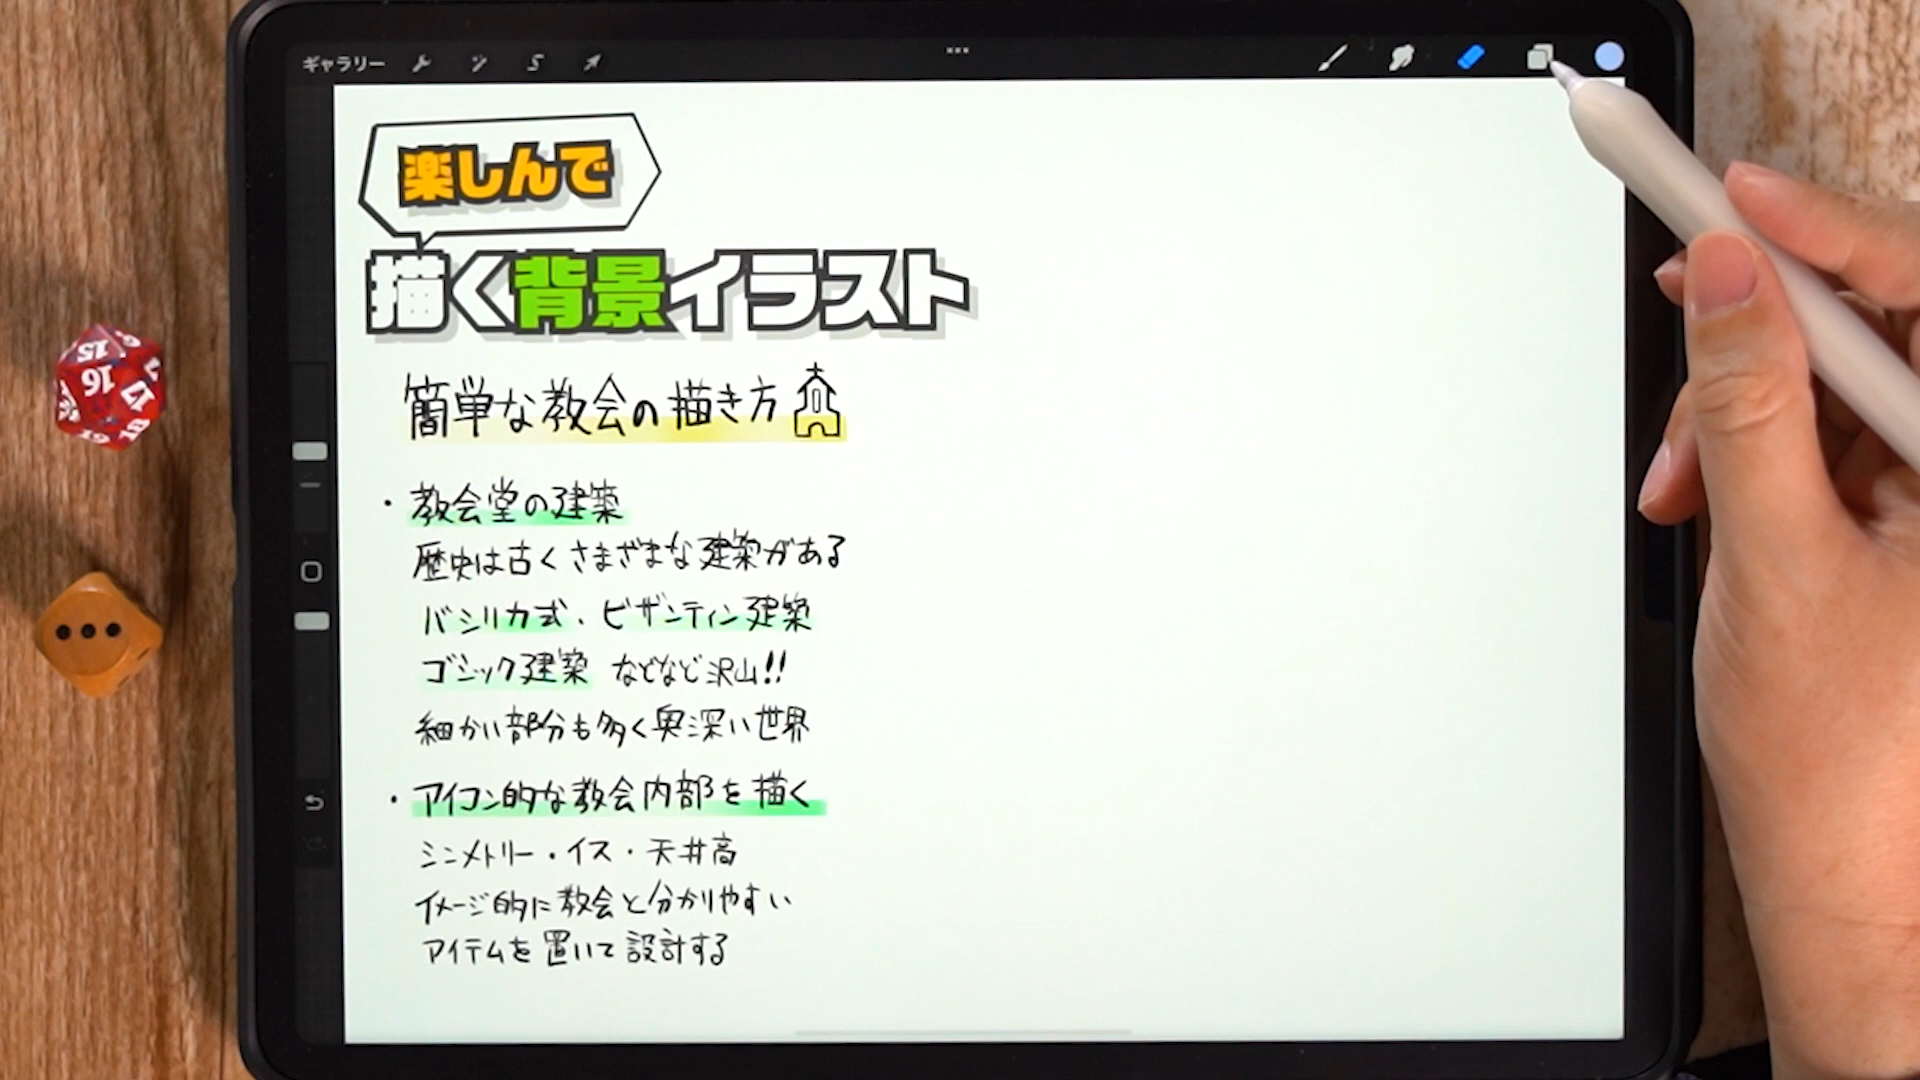 ギャラリー
楽しんで
描く背景イラスト
簡単な教会の描き方
・教会堂の建築
歴史は古くさまざまな建築がある
バシリカ式・ビザンティン建築
ゴシック建築 などなど沢山!!
細かい部分も多く奥深い世界
・アイコン的な教会内部を描く
シンメトリー・イス・天井高
イメージ的に教会と分かりやすい
アイテムを置いて設計する
15
16
17